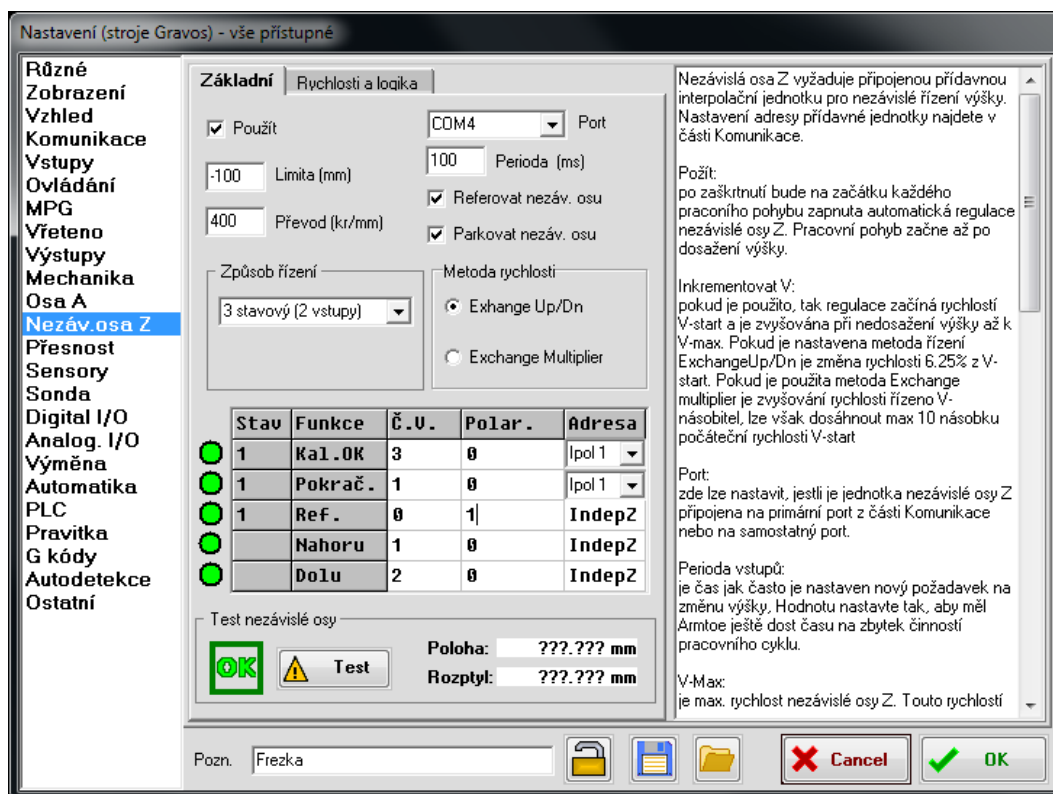 Nastavení (stroje Gravos) - vše přístupné
Různé
Zobrazení
Vzhled
Komunikace
Vstupy
Ovládání
MPG
Vřeteno
Výstupy
Mechanika
Osa A
Nezáv.osa Z
Přesnost
Sensory
Sonda
Digital I/O
Analog. I/O
Výměna
Automatika
PLC
Pravitka
G kódy
Autodetekce
Ostatní
Základní
Rychlosti a logika
Použít
COM4 Port
-100 Limita (mm)
100 Perioda (ms)
400 Převod (kr/mm)
Referovat nezáv. osu
Parkovat nezáv. osu
Způsob řízení
3 stavový (2 vstupy)
Metoda rychlosti
Exhange Up/Dn
Exchange Multiplier
Stav Funkce Č.V. Polar. Adresa
1 Kal.OK 3 0 Ipol 1
1 Pokrač. 1 0 Ipol 1
1 Ref. 0 1 IndepZ
Nahoru 1 0 IndepZ
Dolu 2 0 IndepZ
Test nezávislé osy
OK
Test
Poloha: ???.??? mm
Rozptyl: ???.??? mm
Nezávislá osa Z vyžaduje připojenou přídavnou
interpolační jednotku pro nezávislé řízení výšky.
Nastavení adresy přídavné jednotky najdete v
části Komunikace.
Požít:
po zaškrtnutí bude na začátku každého
praconího pohybu zapnuta automatická regulace
nezávislé osy Z. Pracovní pohyb začne až po
dosažení výšky.
Inkrementovat V:
pokud je použito, tak regulace začíná rychlostí
V-start a je zvyšována při nedosažení výšky až k
V-max. Pokud je nastavena metoda řízení
ExchangeUp/Dn je změna rychlosti 6.25% z V-
start. Pokud je použita metoda Exchange
multiplier je zvyšování rychlosti řízeno V-
násobitel, lze však dosáhnout max 10 násobku
počáteční rychlosti V-start
Port:
zde lze nastavit, jestli je jednotka nezávislé osy Z
připojena na primární port z části Komunikace
nebo na samostatný port.
Perioda vstupů:
je čas jak často je nastaven nový požadavek na
změnu výšky, Hodnotu nastavte tak, aby měl
Armtoe ještě dost času na zbytek činností
pracovního cyklu.
V-Max:
je max. rychlost nezávislé osy Z. Touto rychlostí
Pozn. Frezka
Cancel
OK